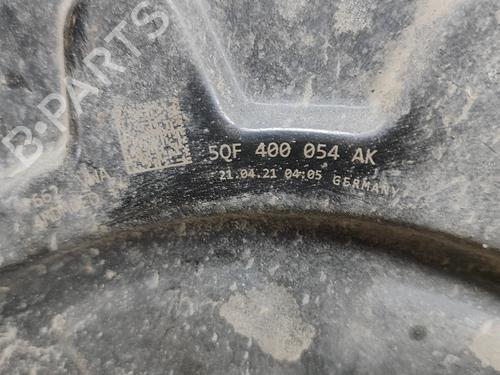 B-PARTS
5QF 400 054 AK
21.04.21 04:05 GERMANY